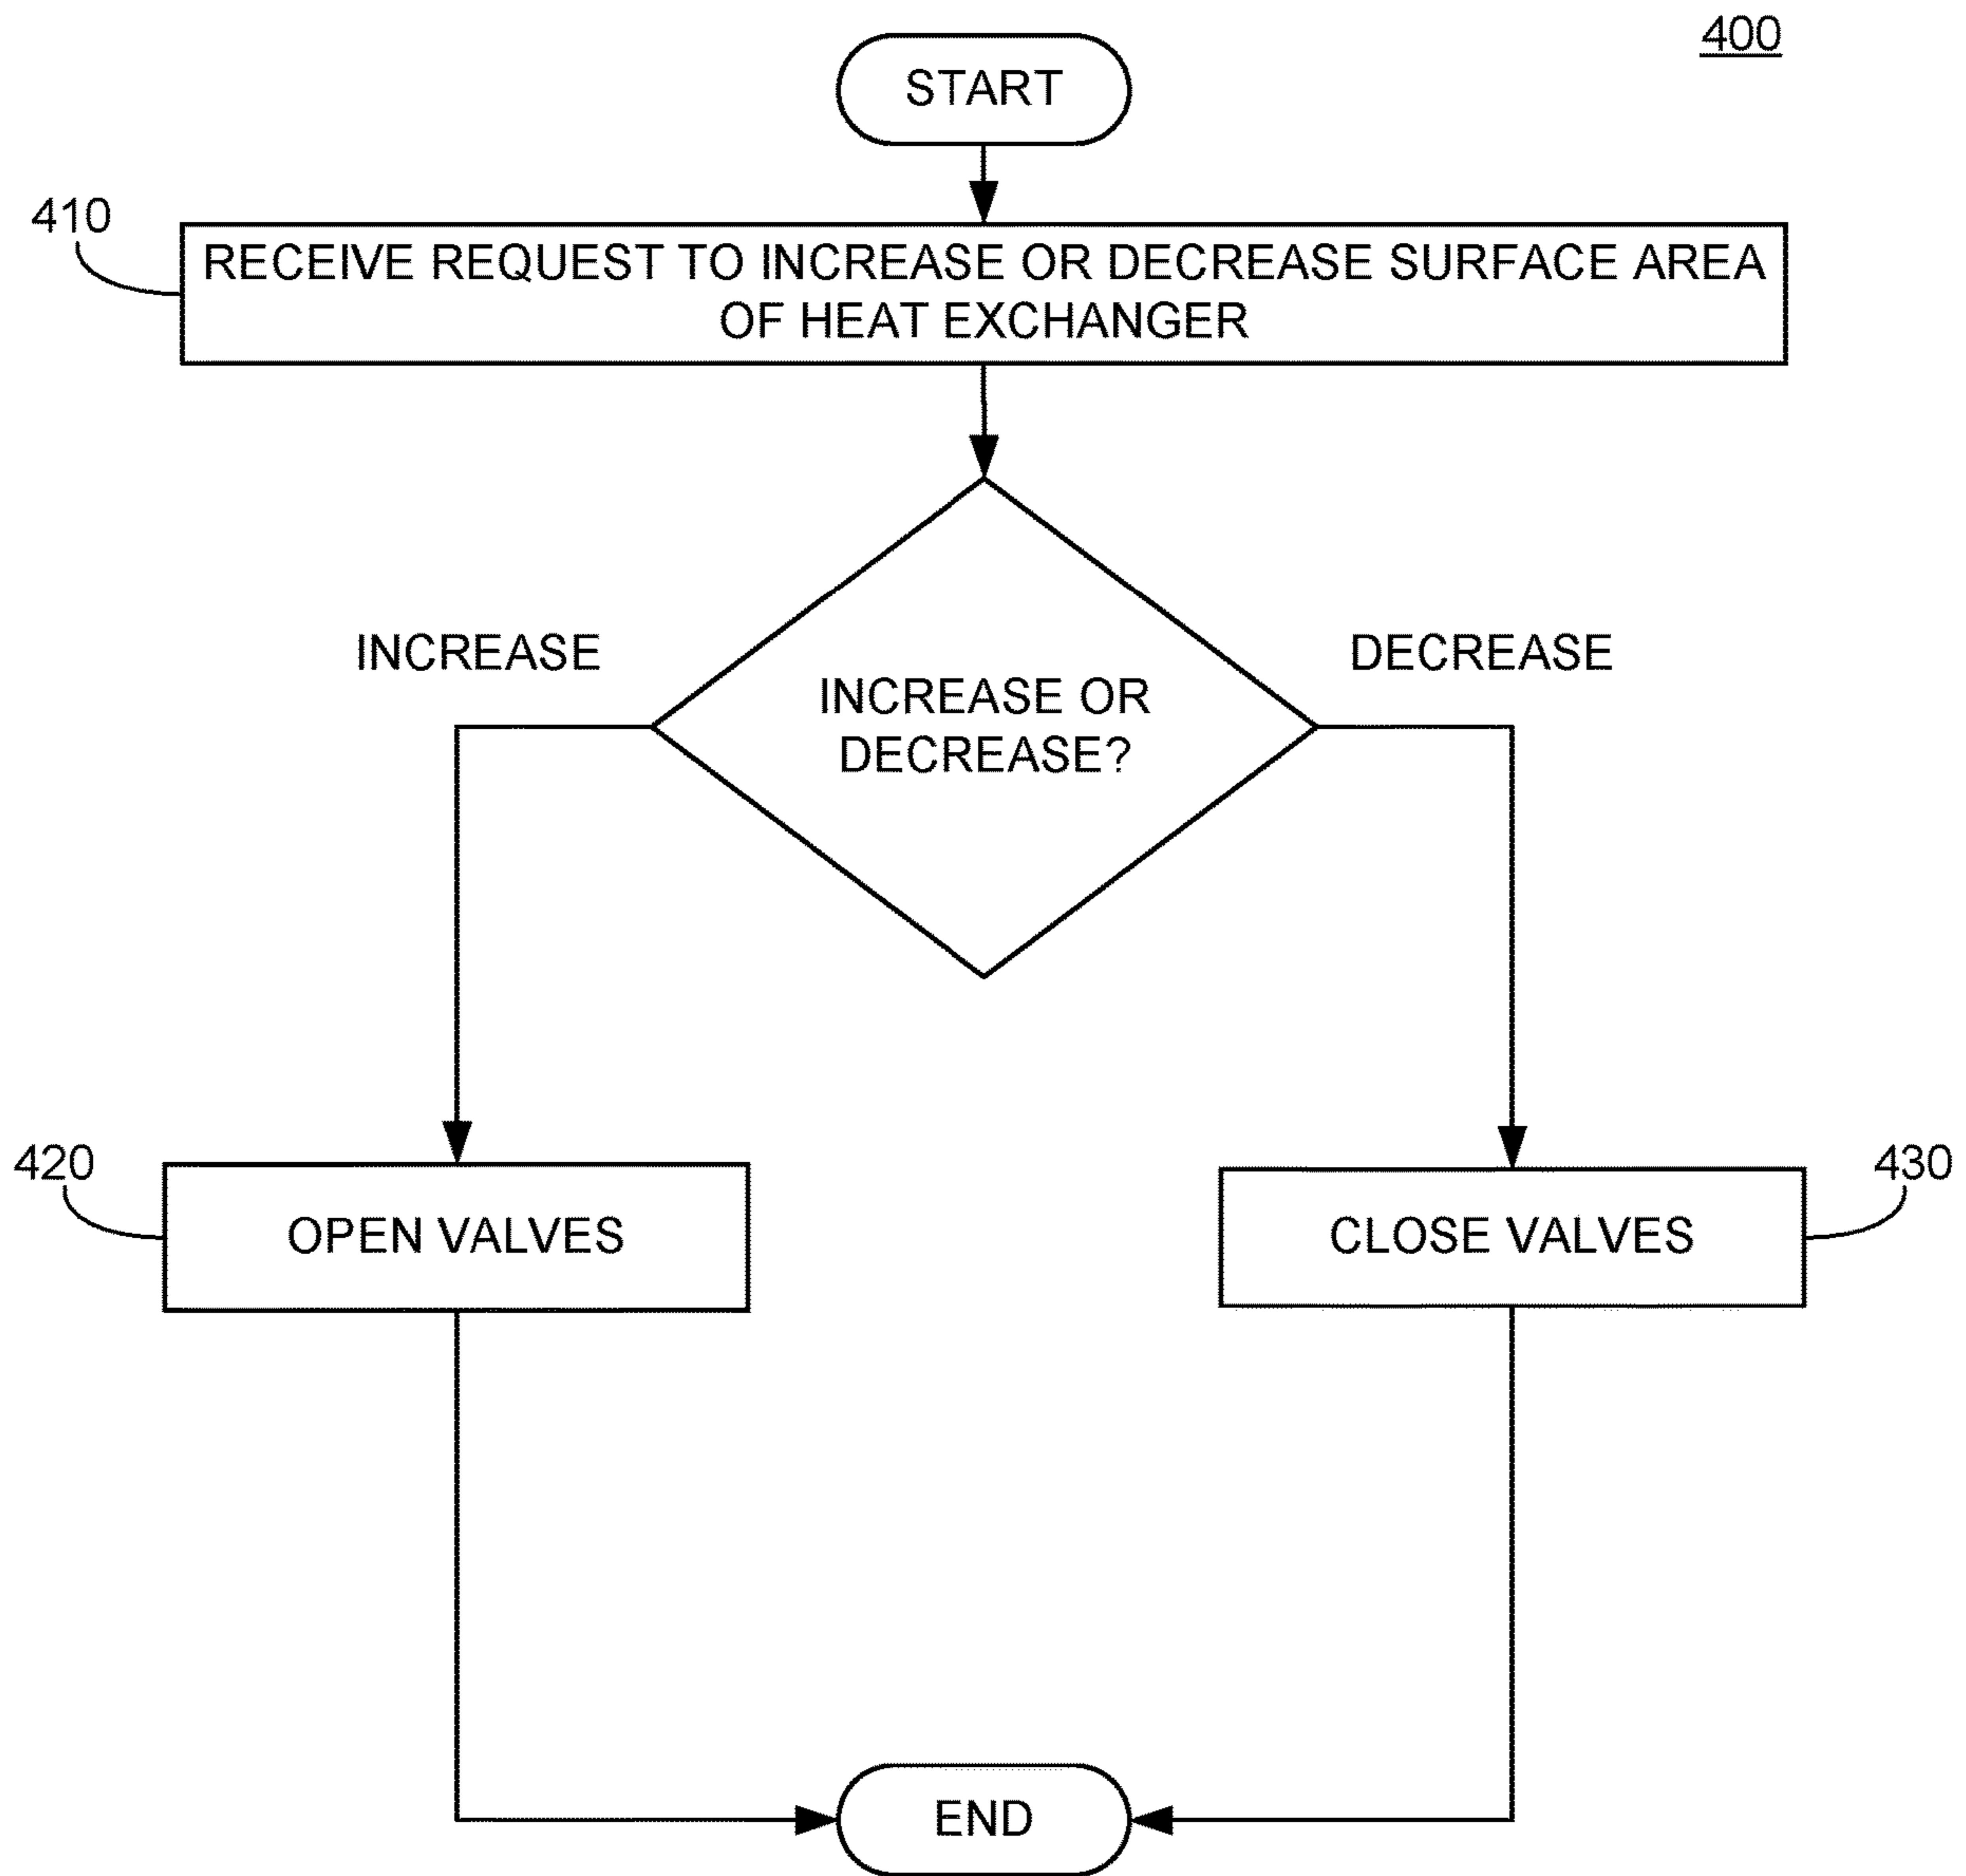 400
START
410
RECEIVE REQUEST TO INCREASE OR DECREASE SURFACE AREA
OF HEAT EXCHANGER
INCREASE
DECREASE
INCREASE OR
DECREASE?
420
OPEN VALVES
430
CLOSE VALVES
END